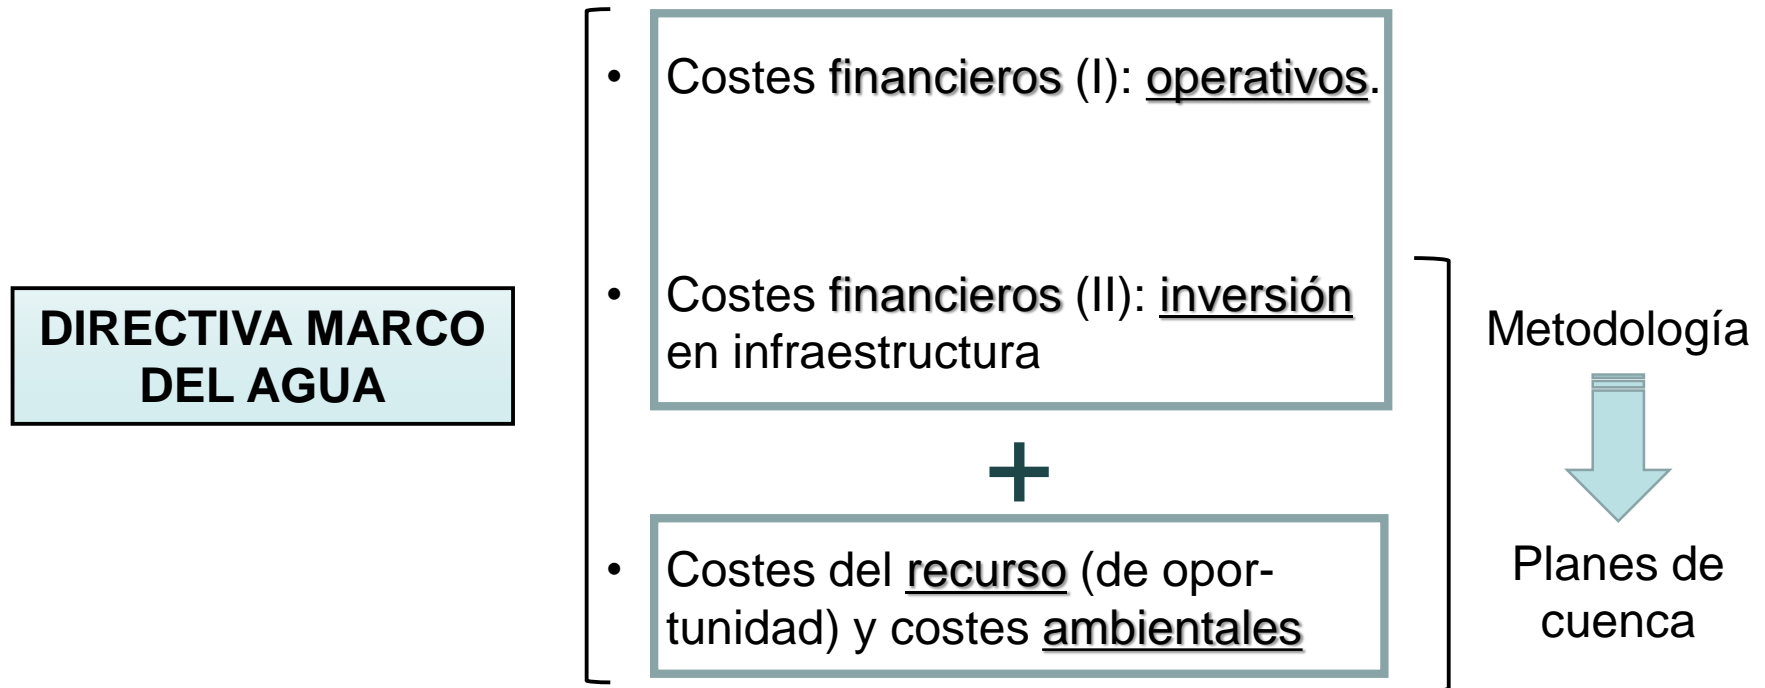 DIRECTIVA MARCO
DEL AGUA
• Costes financieros (I): operativos.
• Costes financieros (II): inversión
en infraestructura
+
• Costes del recurso (de opor-
tunidad) y costes ambientales
Metodología
Planes de
cuenca